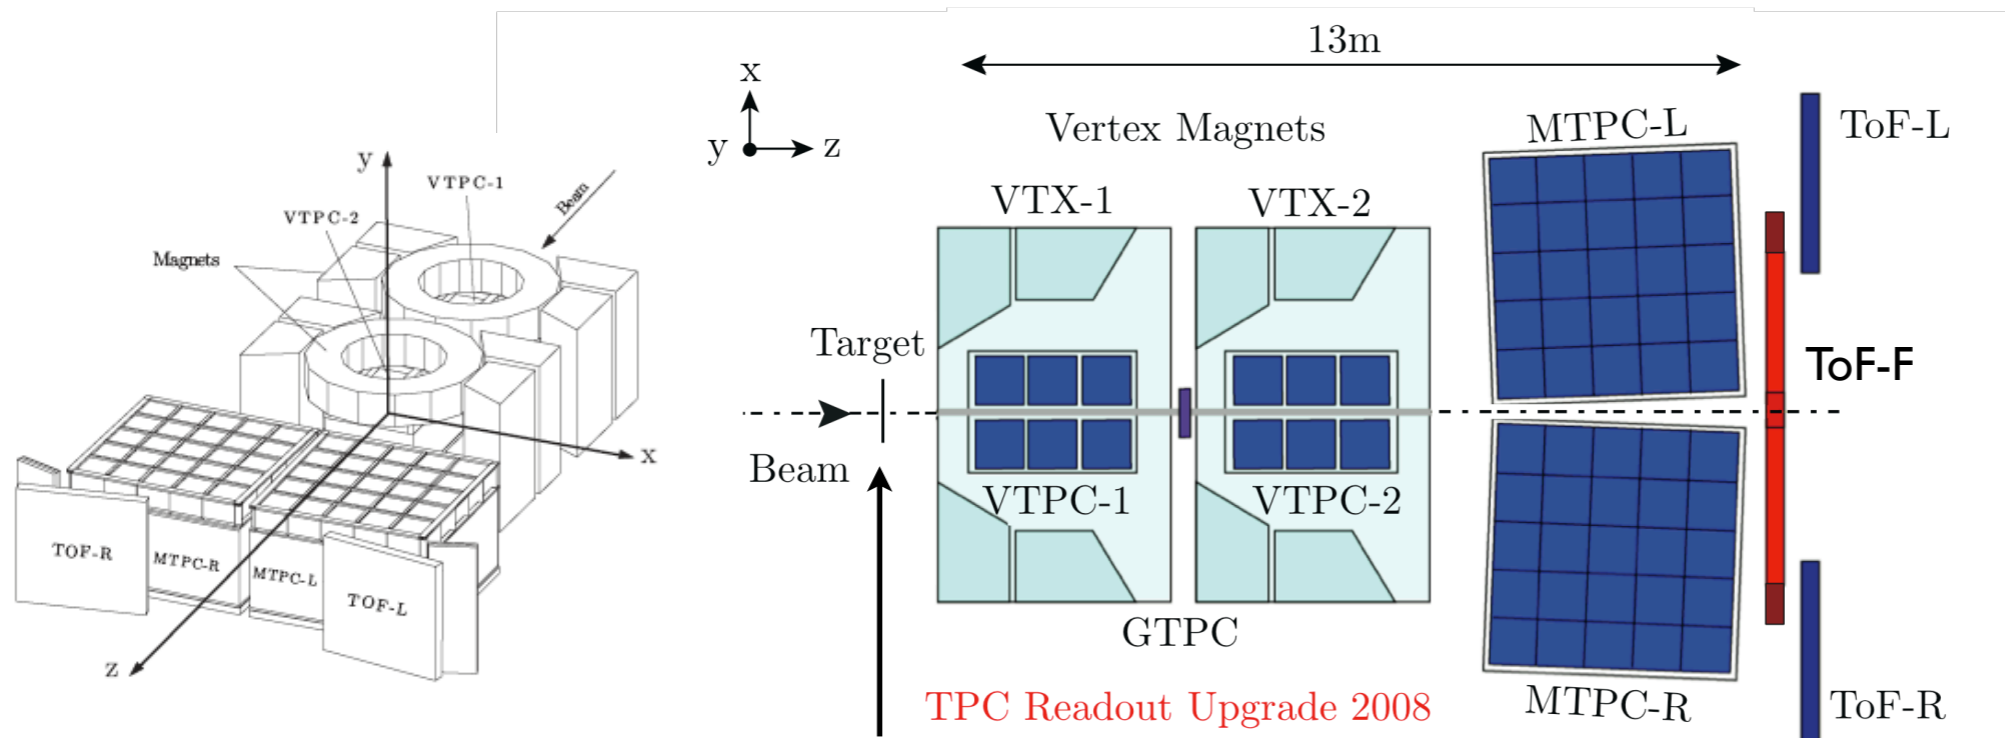 y
VTPC-1
VTPC-2
Beam
Magnets
x
TOF-R
MTPC-R
MTPC-L
TOF-L
z
13m
x
y
z
Vertex Magnets
MTPC-L
ToF-L
VTX-1
VTX-2
Target
ToF-F
Beam
VTPC-1
VTPC-2
GTPC
TPC Readout Upgrade 2008
MTPC-R
ToF-R